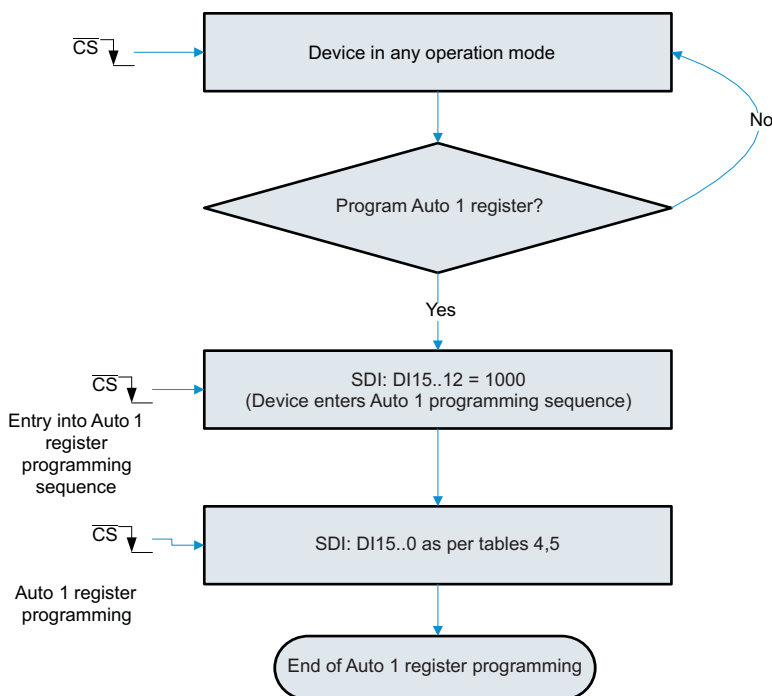 CS
Device in any operation mode
No
Program Auto 1 register?
Yes
CS
SDI: DI15..12 = 1000
(Device enters Auto 1 programming sequence)
Entry into Auto 1
register
programming
sequence
CS
SDI: DI15..0 as per tables 4,5
Auto 1 register
programming
End of Auto 1 register programming